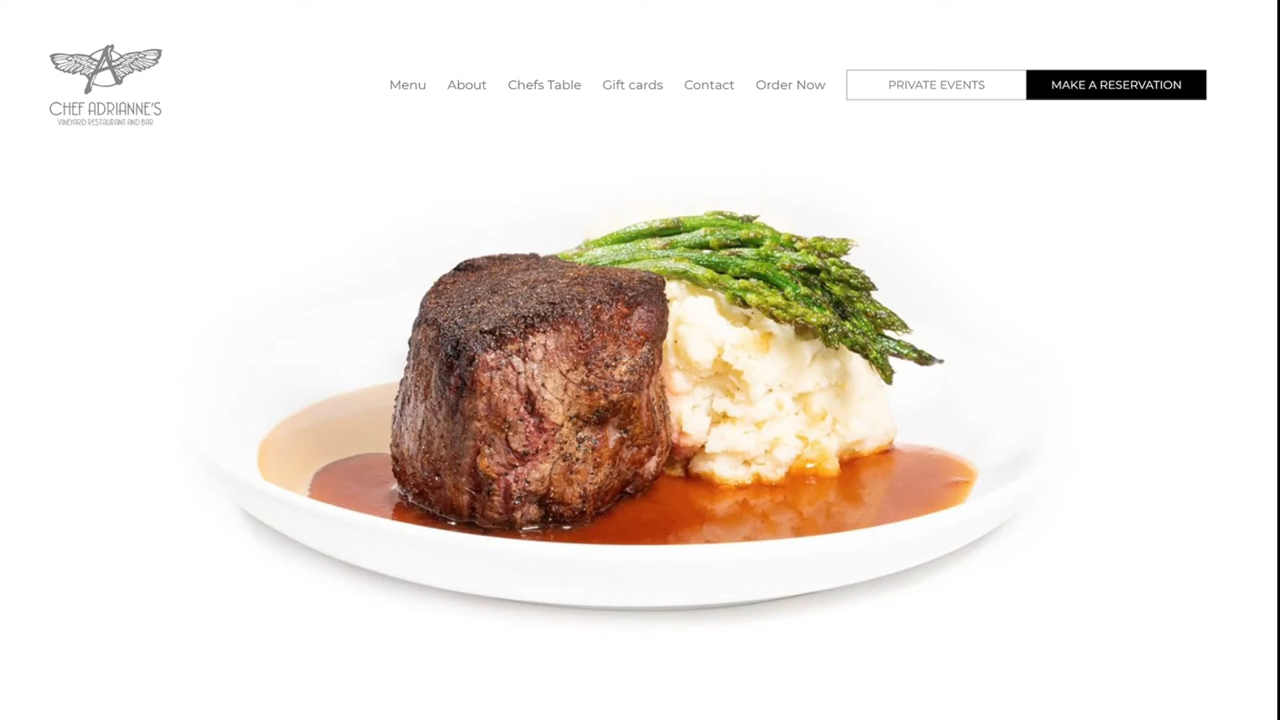 A
CHEF ADRIANNE'S
VINEYARD RESTAURANT AND BAR
Menu About Chefs Table Gift cards Contact Order Now PRIVATE EVENTS MAKE A RESERVATION